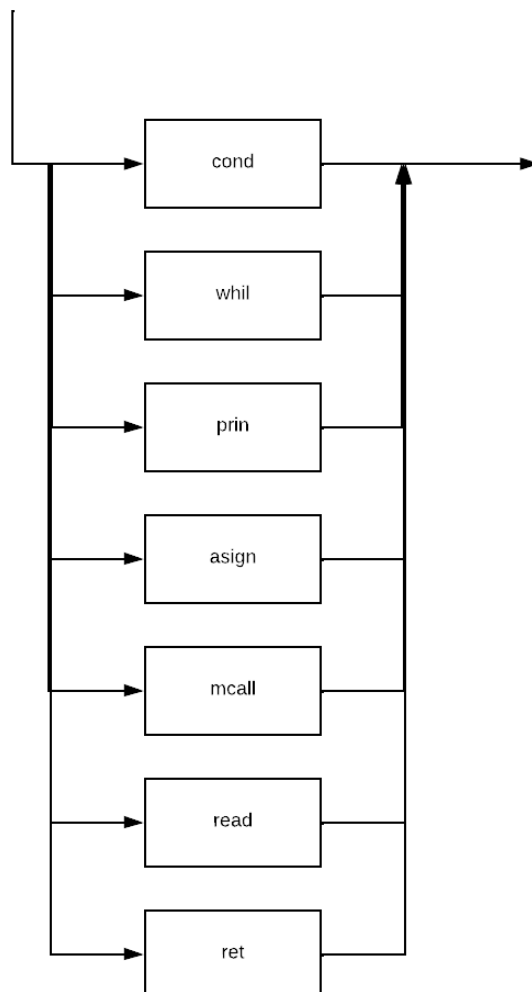 cond
whil
prin
asign
mcall
read
ret